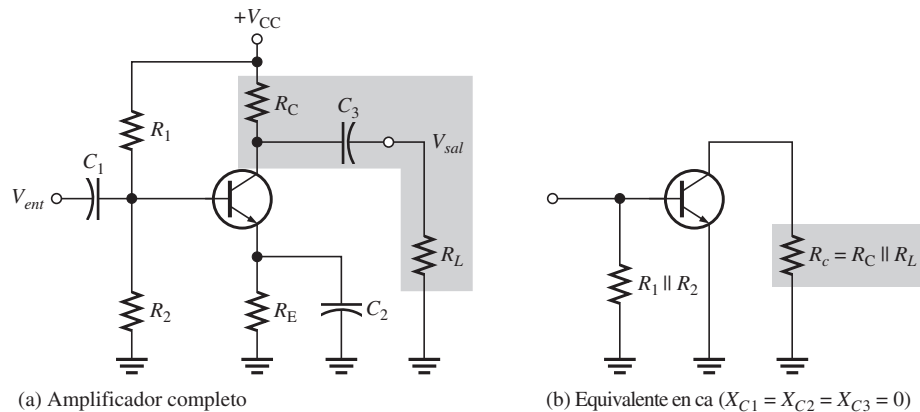 +V_CC
R_C
C_3
R_1
V_sal
C_1
V_ent
R_L
R_c = R_C || R_L
R_1 || R_2
R_2
R_E
C_2
(a) Amplificador completo
(b) Equivalente en ca (X_C1 = X_C2 = X_C3 = 0)